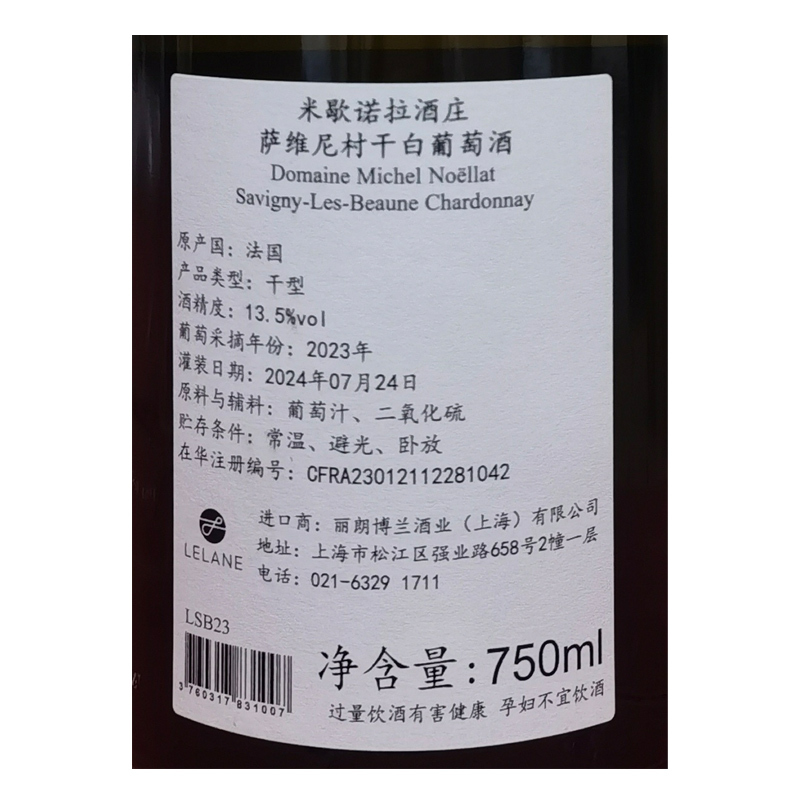 米歇诺拉酒庄
萨维尼村干白葡萄酒
Domaine Michel Noëllat
Savigny-Les-Beaune Chardonnay
原产国：法国
产品类型：干型
酒精度：13.5%vol
葡萄采摘年份：2023年
灌装日期：2024年07月24日
原料与辅料：葡萄汁、二氧化硫
贮存条件：常温、避光、卧放
在华注册编号：CFRA23012112281042
LELANE
进口商：丽朗博兰酒业（上海）有限公司
地址：上海市松江区强业路658号2幢一层
电话：021-6329 1711
LSB23
3 760317 831007
净含量:750ml
过量饮酒有害健康 孕妇不宜饮酒